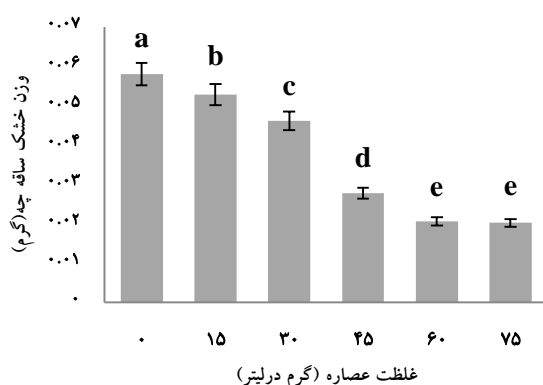 وزن خشک ساقه چه(گرم)
۰.۰۷
۰.۰۶
۰.۰۵
۰.۰۴
۰.۰۳
۰.۰۲
۰.۰۱
۰
a
b
c
d
e
e
۰ ۱۵ ۳۰ ۴۵ ۶۰ ۷۵
غلظت عصاره (گرم درلیتر)